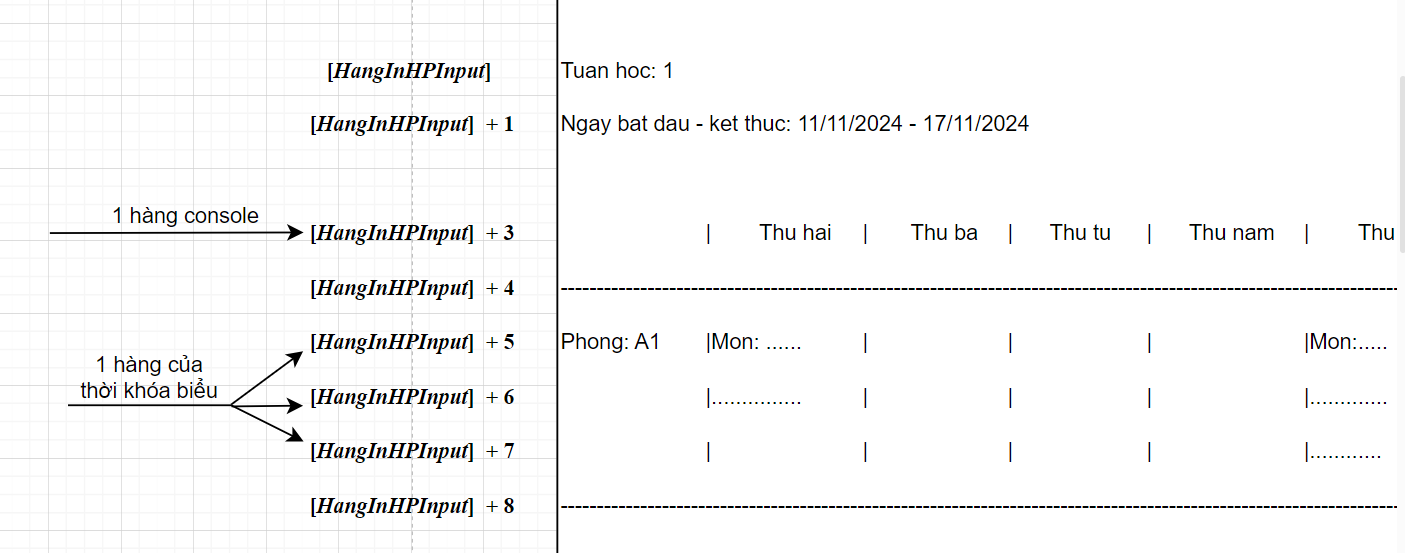 [HangInHPInput] Tuan hoc: 1
[HangInHPInput] + 1 Ngay bat dau - ket thuc: 11/11/2024 - 17/11/2024
1 hàng console
[HangInHPInput] + 3 | Thu hai | Thu ba | Thu tu | Thu nam | Thu
[HangInHPInput] + 4 --------------------------------------------------------------------------------
1 hàng của
thời khóa biểu
[HangInHPInput] + 5 Phong: A1 |Mon: ...... | | | |Mon:.....
[HangInHPInput] + 6 |............... | | | |.............
[HangInHPInput] + 7 | | | | |............
[HangInHPInput] + 8 --------------------------------------------------------------------------------